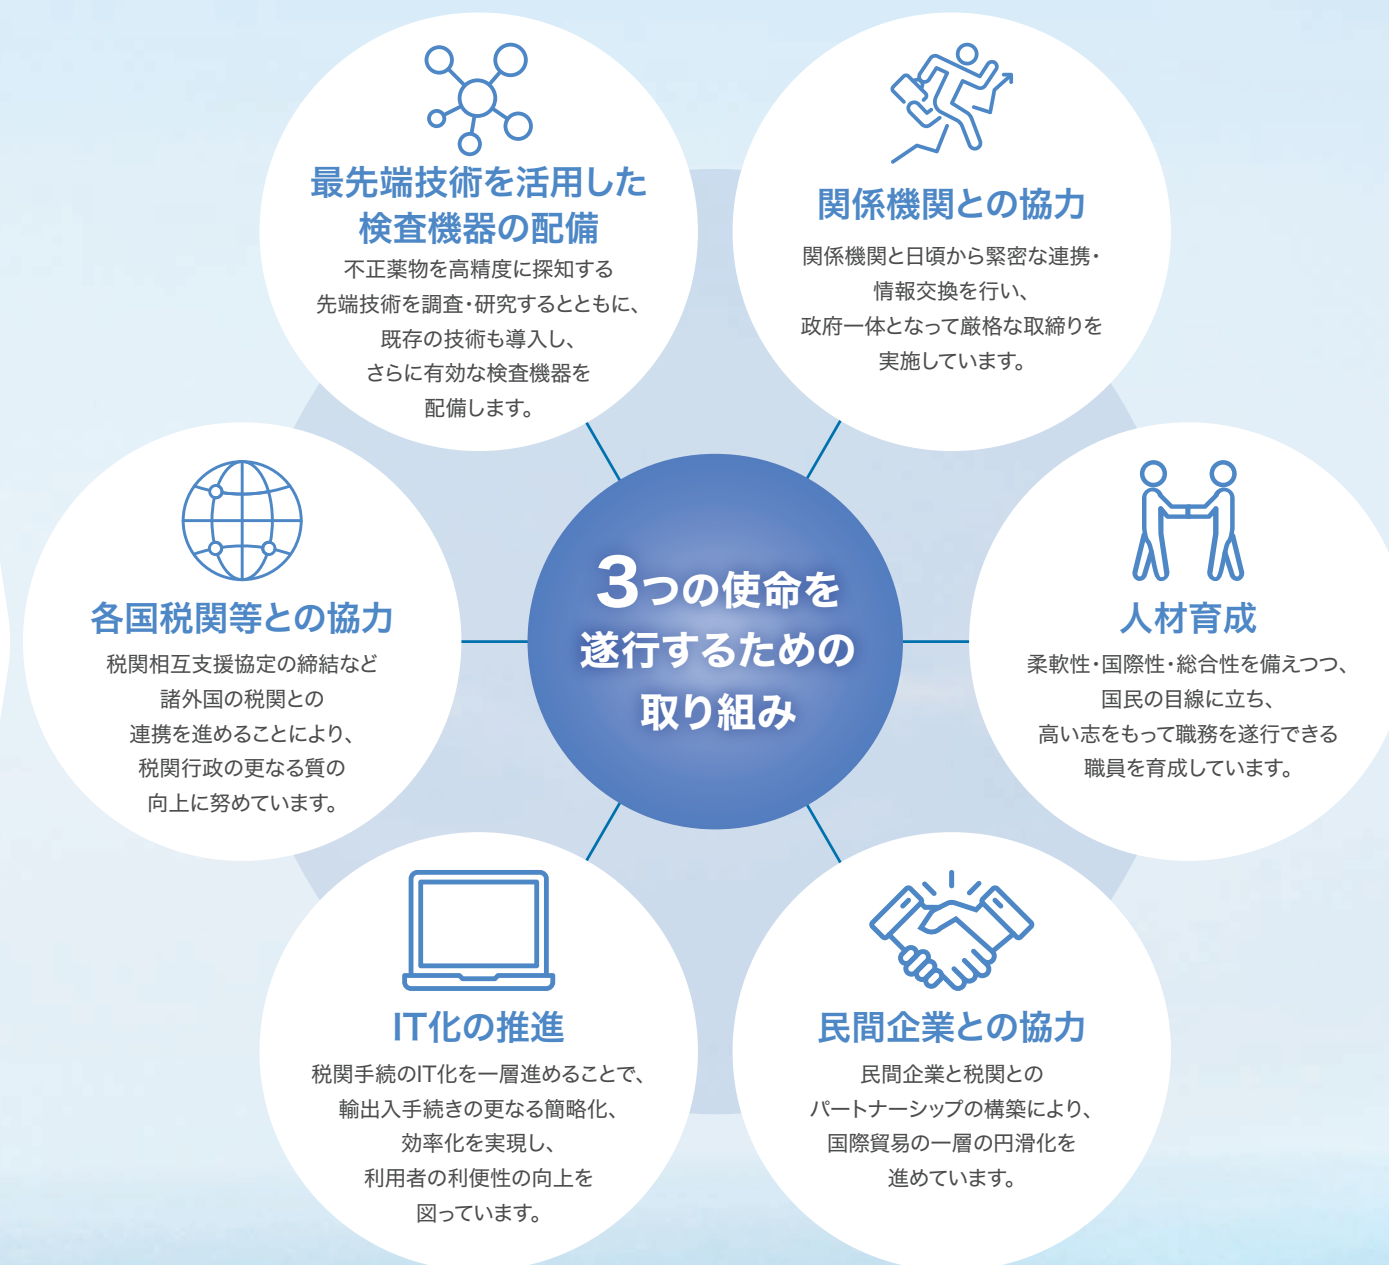 最先端技術を活用した
検査機器の配備
不正薬物を高精度に探知する
先端技術を調査・研究するとともに、
既存の技術も導入し、
さらに有効な検査機器を
配備します。
関係機関との協力
関係機関と日頃から緊密な連携・
情報交換を行い、
政府一体となって厳格な取締りを
実施しています。
各国税関等との協力
税関相互支援協定の締結など
諸外国の税関との
連携を進めることにより、
税関行政の更なる質の
向上に努めています。
3つの使命を
遂行するための
取り組み
人材育成
柔軟性・国際性・総合性を備えつつ、
国民の目線に立ち、
高い志をもって職務を遂行できる
職員を育成しています。
IT化の推進
税関手続のIT化を一層進めることで、
輸出入手続きの更なる簡略化、
効率化を実現し、
利用者の利便性の向上を
図っています。
民間企業との協力
民間企業と税関との
パートナーシップの構築により、
国際貿易の一層の円滑化を
進めています。